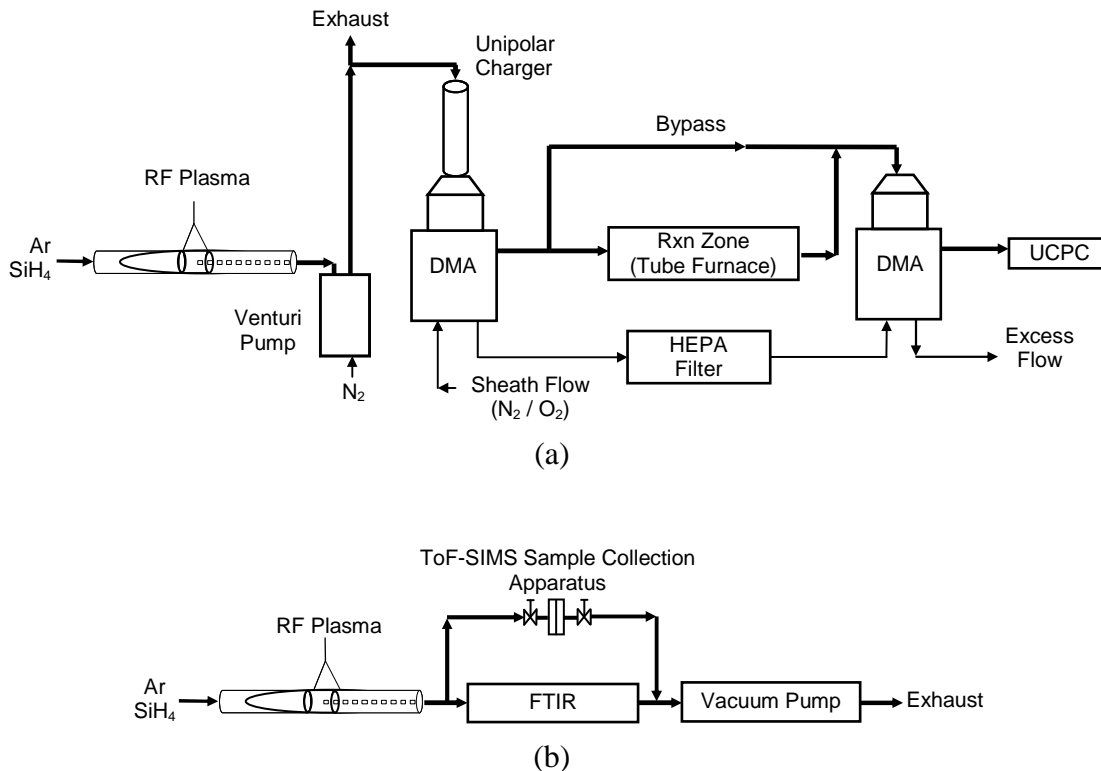 Exhaust
Unipolar
Charger
Bypass
RF Plasma
Ar
SiH₄
DMA
Rxn Zone
(Tube Furnace)
DMA
UCPC
Venturi
Pump
N₂
HEPA
Filter
Excess
Flow
Sheath Flow
(N₂ / O₂)
(a)
ToF-SIMS Sample Collection
Apparatus
RF Plasma
Ar
SiH₄
FTIR
Vacuum Pump
Exhaust
(b)